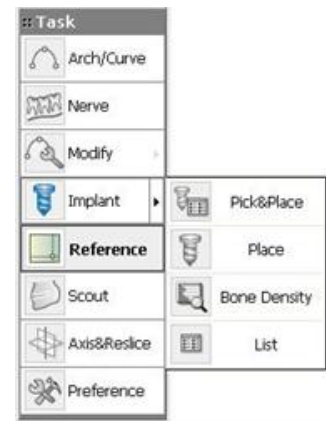 Task
Arch/Curve
Nerve
Modify
Implant
Reference
Scout
Axis&Reslice
Preference
Pick&Place
Place
Bone Density
List